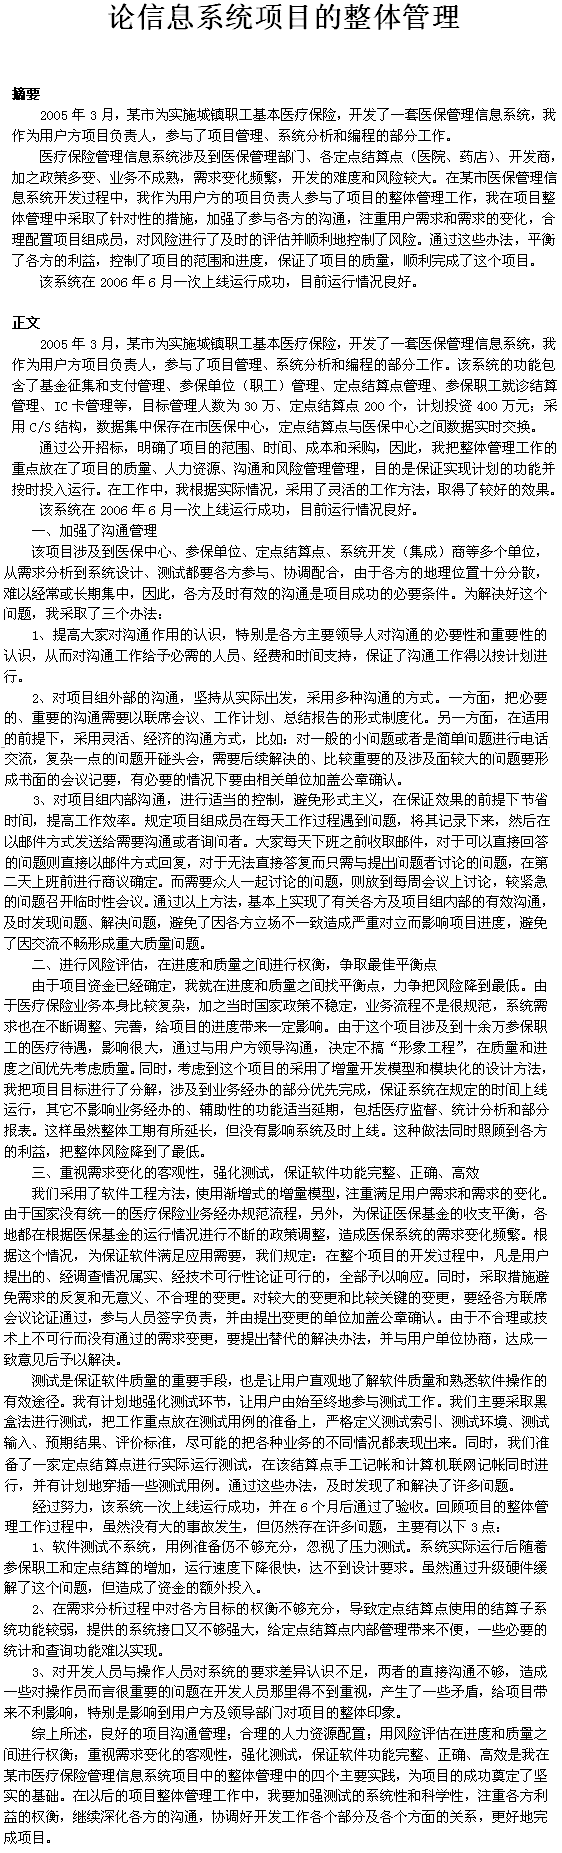 论信息系统项目的整体管理
摘要
2005年3月，某市为实施城镇职工基本医疗保险，开发了一套医保管理信息系统，我
作为用户方项目负责人，参与了项目管理、系统分析和编程的部分工作。
医疗保险管理信息系统涉及到医保管理部门、各定点结算点（医院、药店）、开发商，
加之政策多变、业务不成熟，需求变化频繁，开发的难度和风险较大。在某市医保管理信
息系统开发过程中，我作为用户方的项目负责人参与了项目的整体管理工作，我在项目整
体管理中采取了针对性的措施，加强了参与各方的沟通，注重用户需求和需求的变化，合
理配置项目组成员，对风险进行了及时的评估并顺利地控制了风险。通过这些办法，平衡
了各方的利益，控制了项目的范围和进度，保证了项目的质量，顺利完成了这个项目。
该系统在2006年6月一次上线运行成功，目前运行情况良好。
正文
2005年3月，某市为实施城镇职工基本医疗保险，开发了一套医保管理信息系统，我
作为用户方项目负责人，参与了项目管理、系统分析和编程的部分工作。该系统的功能包
含了基金征集和支付管理、参保单位（职工）管理、定点结算点管理、参保职工就诊结算
管理、IC卡管理等，目标管理人数为30万、定点结算点200个，计划投资400万元；采
用C/S结构，数据集中保存在市医保中心，定点结算点与医保中心之间数据实时交换。
通过公开招标，明确了项目的范围、时间、成本和采购，因此，我把整体管理工作的
重点放在了项目的质量、人力资源、沟通和风险管理管理，目的是保证实现计划的功能并
按时投入运行。在工作中，我根据实际情况，采用了灵活的工作方法，取得了较好的效果。
该系统在2006年6月一次上线运行成功，目前运行情况良好。
一、加强了沟通管理
该项目涉及到医保中心、参保单位、定点结算点、系统开发（集成）商等多个单位，
从需求分析到系统设计、测试都要各方参与、协调配合，由于各方的地理位置十分分散，
难以经常或长期集中，因此，各方及时有效的沟通是项目成功的必要条件。为解决好这个
问题，我采取了三个办法：
1、提高大家对沟通作用的认识，特别是各方主要领导人对沟通的必要性和重要性的
认识，从而对沟通工作给予必需的人员、经费和时间支持，保证了沟通工作得以按计划进
行。
2、对项目组外部的沟通，坚持从实际出发，采用多种沟通的方式。一方面，把必要
的、重要的沟通需要以联席会议、工作计划、总结报告的形式制度化。另一方面，在适用
的前提下，采用灵活、经济的沟通方式，比如：对一般的小问题或者是简单问题进行电话
交流，复杂一点的问题开碰头会，需要后续解决的、比较重要的及涉及面较大的问题要形
成书面的会议记要，有必要的情况下要由相关单位加盖公章确认。
3、对项目组内部沟通，进行适当的控制，避免形式主义，在保证效果的前提下节省
时间，提高工作效率。规定项目组成员在每天工作过程遇到问题，将其记录下来，然后在
以邮件方式发送给需要沟通或者询问者。大家每天下班之前收取邮件，对于可以直接回答
的问题则直接以邮件方式回复，对于无法直接答复而只需与提出问题者讨论的问题，在第
二天上班前进行商议确定。而需要众人一起讨论的问题，则放到每周会议上讨论，较紧急
的问题召开临时性会议。通过以上方法，基本上实现了有关各方及项目组内部的有效沟通，
及时发现问题、解决问题，避免了因各方立场不一致造成严重对立而影响项目进度，避免
了因交流不畅形成重大质量问题。
二、进行风险评估，在进度和质量之间进行权衡，争取最佳平衡点
由于项目资金已经确定，我就在进度和质量之间找平衡点，力争把风险降到最低。由
于医疗保险业务本身比较复杂，加之当时国家政策不稳定，业务流程不是很规范，系统需
求也在不断调整、完善，给项目的进度带来一定影响。由于这个项目涉及到十余万参保职
工的医疗待遇，影响很大，通过与用户方领导沟通，决定不搞“形象工程”，在质量和进
度之间优先考虑质量。同时，考虑到这个项目的采用了增量开发模型和模块化的设计方法，
我把项目目标进行了分解，涉及到业务经办的部分优先完成，保证系统在规定的时间上线
运行，其它不影响业务经办的、辅助性的功能适当延期，包括医疗监督、统计分析和部分
报表。这样虽然整体工期有所延长，但没有影响系统及时上线。这种做法同时照顾到各方
的利益，把整体风险降到了最低。
三、重视需求变化的客观性，强化测试，保证软件功能完整、正确、高效
我们采用了软件工程方法，使用渐增式的增量模型，注重满足用户需求和需求的变化。
由于国家没有统一的医疗保险业务经办规范流程，另外，为保证医保基金的收支平衡，各
地都在根据医保基金的运行情况进行不断的政策调整，造成医保系统的需求变化频繁。根
据这个情况，为保证软件满足应用需要，我们规定：在整个项目的开发过程中，凡是用户
提出的、经调查情况属实、经技术可行性论证可行的，全部予以响应。同时，采取措施避
免需求的反复和无意义、不合理的变更。对较大的变更和比较关键的变更，要经各方联席
会议论证通过，参与人员签字负责，并由提出变更的单位加盖公章确认。由于不合理或技
术上不可行而没有通过的需求变更，要提出替代的解决办法，并与用户单位协商，达成一
致意见后予以解决。
测试是保证软件质量的重要手段，也是让用户直观地了解软件质量和熟悉软件操作的
有效途径。我有计划地强化测试环节，让用户由始至终地参与测试工作。我们主要采取黑
盒法进行测试，把工作重点放在测试用例的准备上，严格定义测试索引、测试环境、测试
输入、预期结果、评价标准，尽可能的把各种业务的不同情况都表现出来。同时，我们准
备了一家定点结算点进行实际运行测试，在该结算点手工记帐和计算机联网记帐同时进
行，并有计划地穿插一些测试用例。通过这些办法，及时发现了和解决了许多问题。
经过努力，该系统一次上线运行成功，并在6个月后通过了验收。回顾项目的整体管
理工作过程中，虽然没有大的事故发生，但仍然存在许多问题，主要有以下3点：
1、软件测试不系统，用例准备仍不够充分，忽视了压力测试。系统实际运行后随着
参保职工和定点结算的增加，运行速度下降很快，达不到设计要求。虽然通过升级硬件缓
解了这个问题，但造成了资金的额外投入。
2、在需求分析过程中对各方目标的权衡不够充分，导致定点结算点使用的结算子系
统功能较弱，提供的系统接口又不够强大，给定点结算点内部管理带来不便，一些必要的
统计和查询功能难以实现。
3、对开发人员与操作人员对系统的要求差异认识不足，两者的直接沟通不够，造成
一些对操作员而言很重要的问题在开发人员那里得不到重视，产生了一些矛盾，给项目带
来不利影响，特别是影响到用户方及领导部门对项目的整体印象。
综上所述，良好的项目沟通管理；合理的人力资源配置；用风险评估在进度和质量之
间进行权衡；重视需求变化的客观性，强化测试，保证软件功能完整、正确、高效是我在
某市医疗保险管理信息系统项目中的整体管理中的四个主要实践，为项目的成功奠定了坚
实的基础。在以后的项目整体管理工作中，我要加强测试的系统性和科学性，注重各方利
益的权衡，继续深化各方的沟通，协调好开发工作各个部分及各个方面的关系，更好地完
成项目。